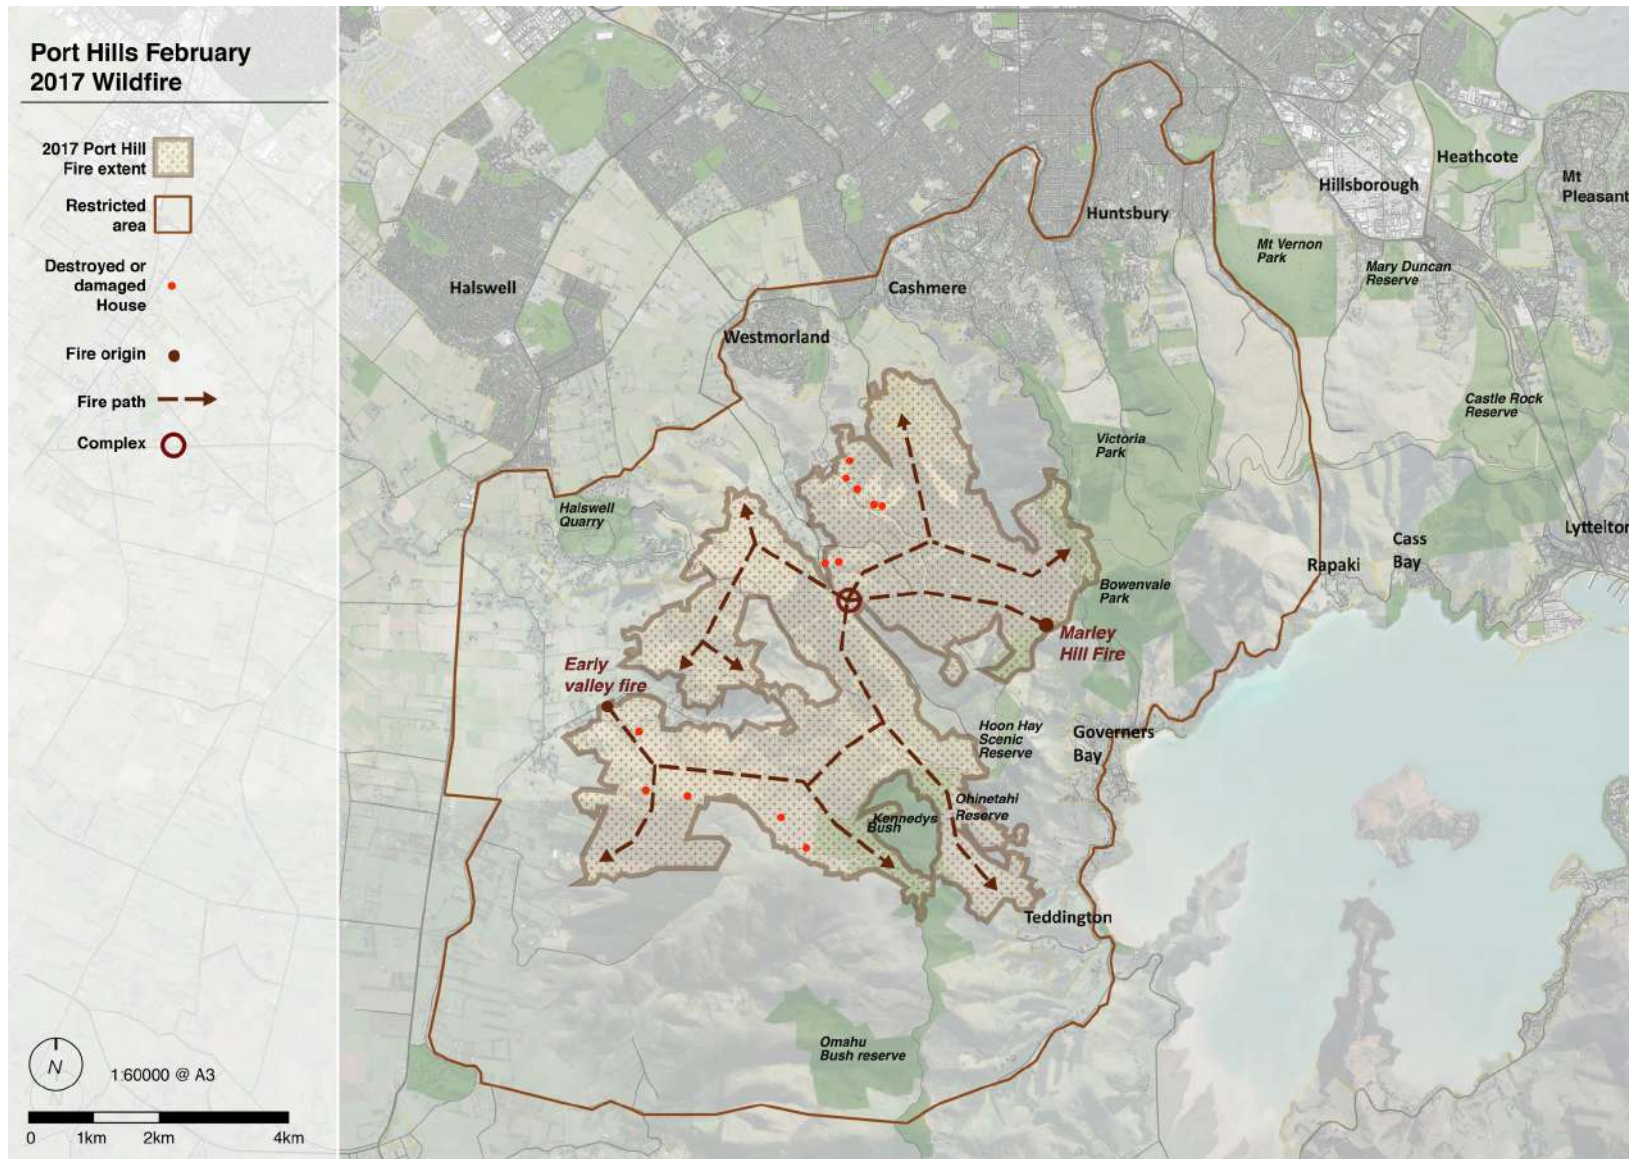 Port Hills February
2017 Wildfire
2017 Port Hill
Fire extent
Restricted
area
Destroyed or
damaged
House
Fire origin
Fire path
Complex
N
1:60000 @ A3
0
1km
2km
4km
Heathcote
Hillsborough
Mt
Pleasant
Huntsbury
Mt Vernon
Park
Mary Duncan
Reserve
Halswell
Cashmere
Westmorland
Castle Rock
Reserve
Victoria
Park
Halswell
Quarry
Lyttelton
Cass
Bay
Rapaki
Bowenvale
Park
Marley
Hill Fire
Early
valley fire
Hoon Hay
Scenic
Reserve
Governers
Bay
Ohinetahi
Reserve
Kennedys
Bush
Teddington
Omahu
Bush reserve